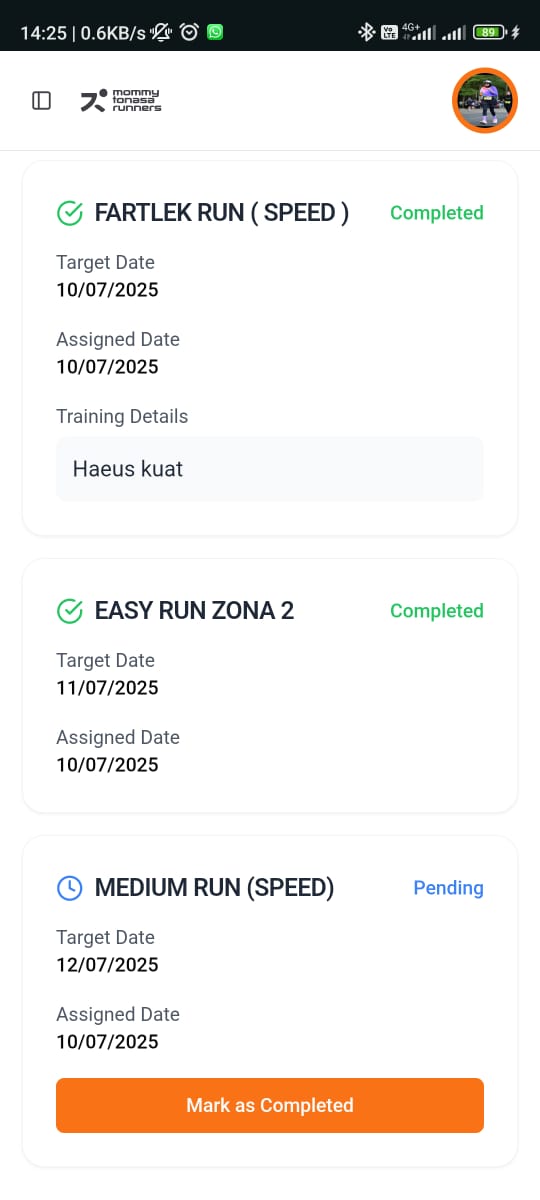 14:25 | 0.6KB/s
Vo LTE 4G+ 89
mommy
tonasa
runners
FARTLEK RUN ( SPEED ) Completed
Target Date
10/07/2025
Assigned Date
10/07/2025
Training Details
Haeus kuat
EASY RUN ZONA 2 Completed
Target Date
11/07/2025
Assigned Date
10/07/2025
MEDIUM RUN (SPEED) Pending
Target Date
12/07/2025
Assigned Date
10/07/2025
Mark as Completed